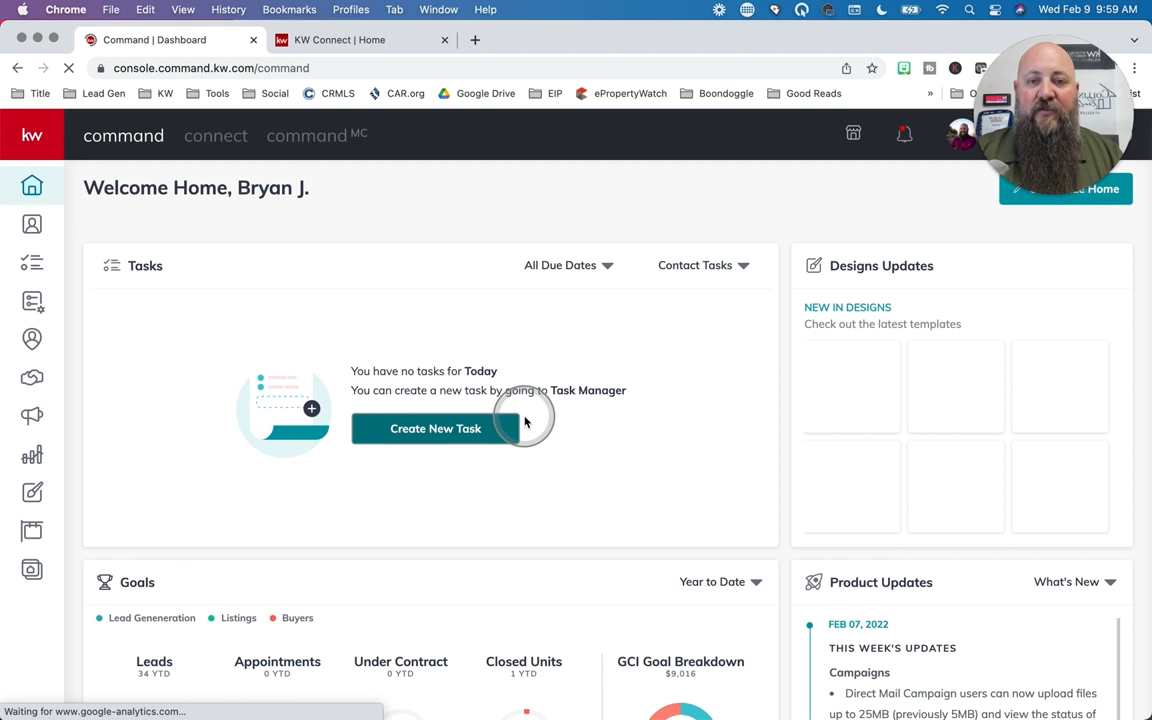 Chrome File Edit View History Bookmarks Profiles Tab Window Help Wed Feb 9 9:59 AM
Command | Dashboard KW Connect | Home
console.command.kw.com/command
Title Lead Gen KW Tools Social CRMLS CAR.org Google Drive EIP ePropertyWatch Boondoggle Good Reads »
kw command connect command MC
Welcome Home, Bryan J.
Home
Tasks All Due Dates Contact Tasks
Designs Updates
NEW IN DESIGNS
Check out the latest templates
You have no tasks for Today
You can create a new task by going to Task Manager
Create New Task
Goals Year to Date
Product Updates What's New
Lead Geneneration Listings Buyers
FEB 07, 2022
THIS WEEK'S UPDATES
Leads Appointments Under Contract Closed Units GCI Goal Breakdown
34 YTD 0 YTD 0 YTD 1 YTD $9,016
Campaigns
• Direct Mail Campaign users can now upload files
up to 25MB (previously 5MB) and view the status of
Waiting for www.google-analytics.com...